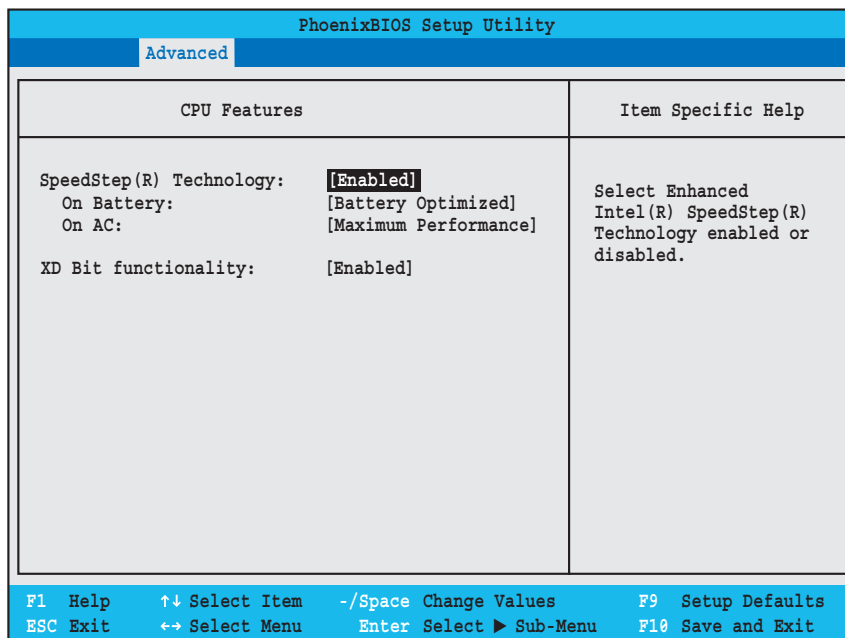 PhoenixBIOS Setup Utility
Advanced
CPU Features
Item Specific Help
SpeedStep(R) Technology: [Enabled]
On Battery: [Battery Optimized]
On AC: [Maximum Performance]
XD Bit functionality: [Enabled]
Select Enhanced
Intel(R) SpeedStep(R)
Technology enabled or
disabled.
F1 Help ↑↓ Select Item -/Space Change Values F9 Setup Defaults
ESC Exit ←→ Select Menu Enter Select ▶ Sub-Menu F10 Save and Exit